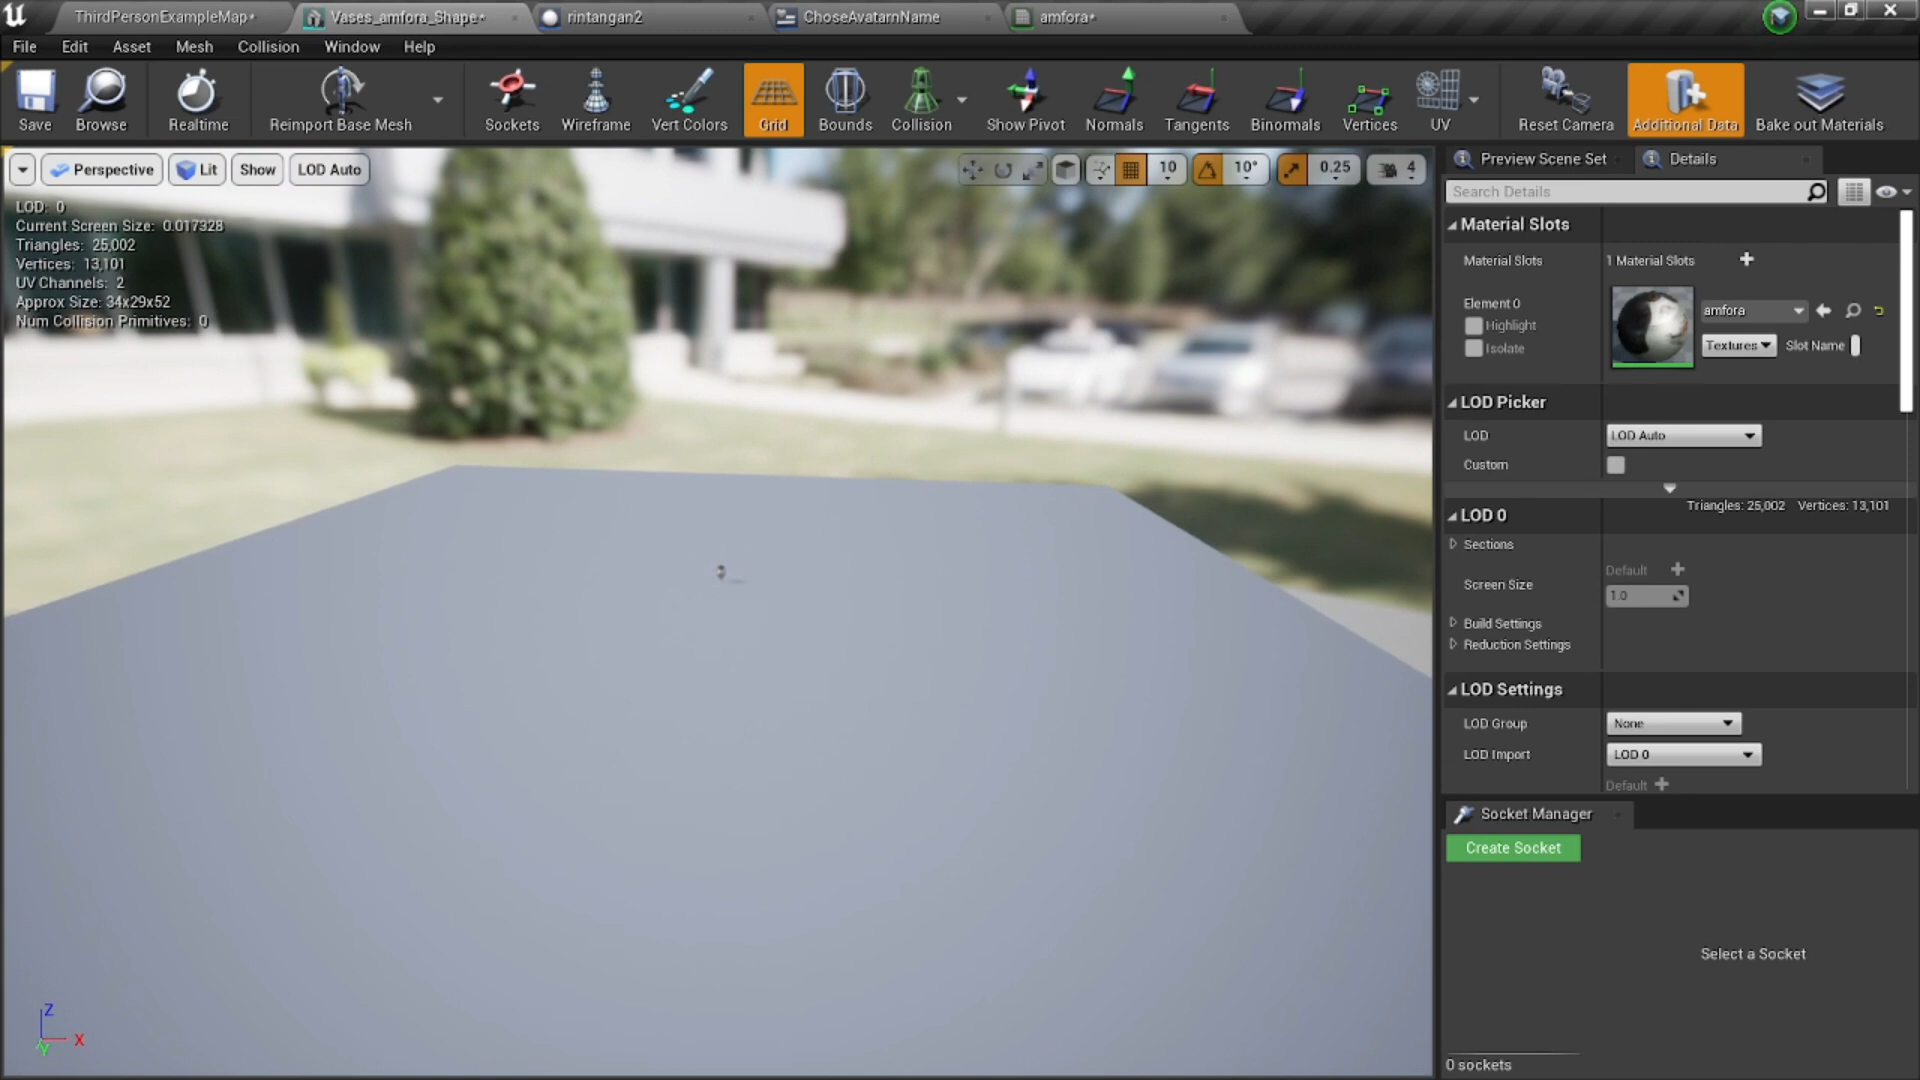 ThirdPersonExampleMap*
Vases_amfora_Shape*
rintangan2
ChoseAvatarnName
amfora*
File Edit Asset Mesh Collision Window Help
Save Browse Realtime Reimport Base Mesh Sockets Wireframe Vert Colors Grid Bounds Collision Show Pivot Normals Tangents Binormals Vertices UV Reset Camera Additional Data Bake out Materials
Perspective Lit Show LOD Auto 10 10° 0.25 4
LOD: 0
Current Screen Size: 0.017328
Triangles: 25,002
Vertices: 13,101
UV Channels: 2
Approx Size: 34x29x52
Num Collision Primitives: 0
Z
X
Y
Preview Scene Set Details
Search Details
Material Slots
Material Slots 1 Material Slots
Element 0
Highlight
Isolate
amfora
Textures Slot Name
LOD Picker
LOD LOD Auto
Custom
Triangles: 25,002 Vertices: 13,101
LOD 0
Sections
Default
Screen Size
1.0
Build Settings
Reduction Settings
LOD Settings
LOD Group None
LOD Import LOD 0
Default
Socket Manager
Create Socket
Select a Socket
0 sockets